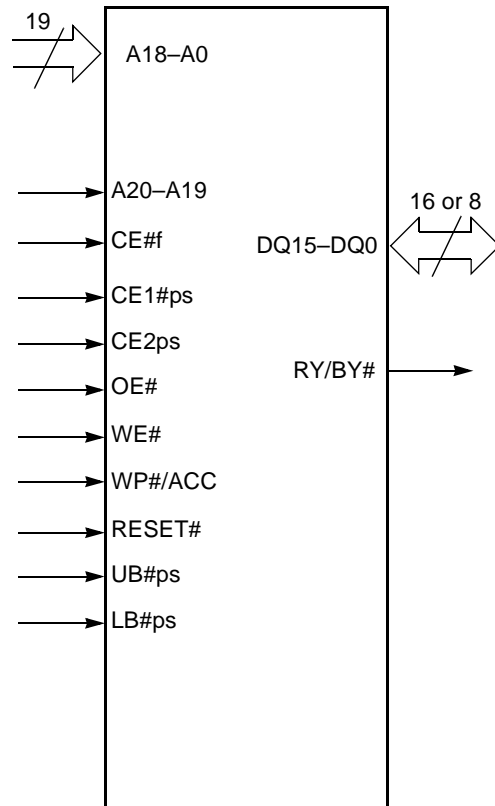 19
A18–A0
A20–A19
CE#f
CE1#ps
CE2ps
OE#
WE#
WP#/ACC
RESET#
UB#ps
LB#ps
16 or 8
DQ15–DQ0
RY/BY#